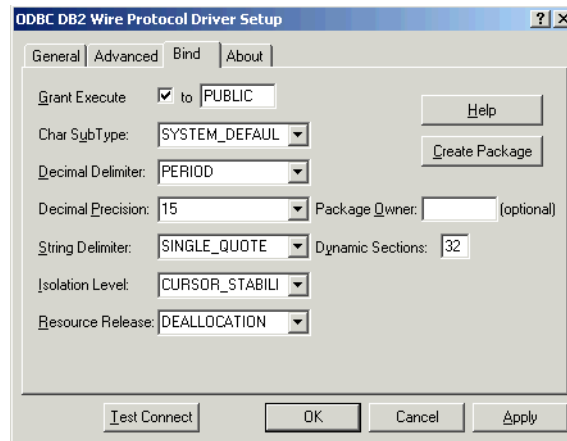 ODBC DB2 Wire Protocol Driver Setup
General Advanced Bind About
Grant Execute to PUBLIC
Help
Char SubType: SYSTEM_DEFAUL
Create Package
Decimal Delimiter: PERIOD
Decimal Precision: 15 Package Owner: (optional)
String Delimiter: SINGLE_QUOTE Dynamic Sections: 32
Isolation Level: CURSOR_STABILI
Resource Release: DEALLOCATION
Test Connect OK Cancel Apply